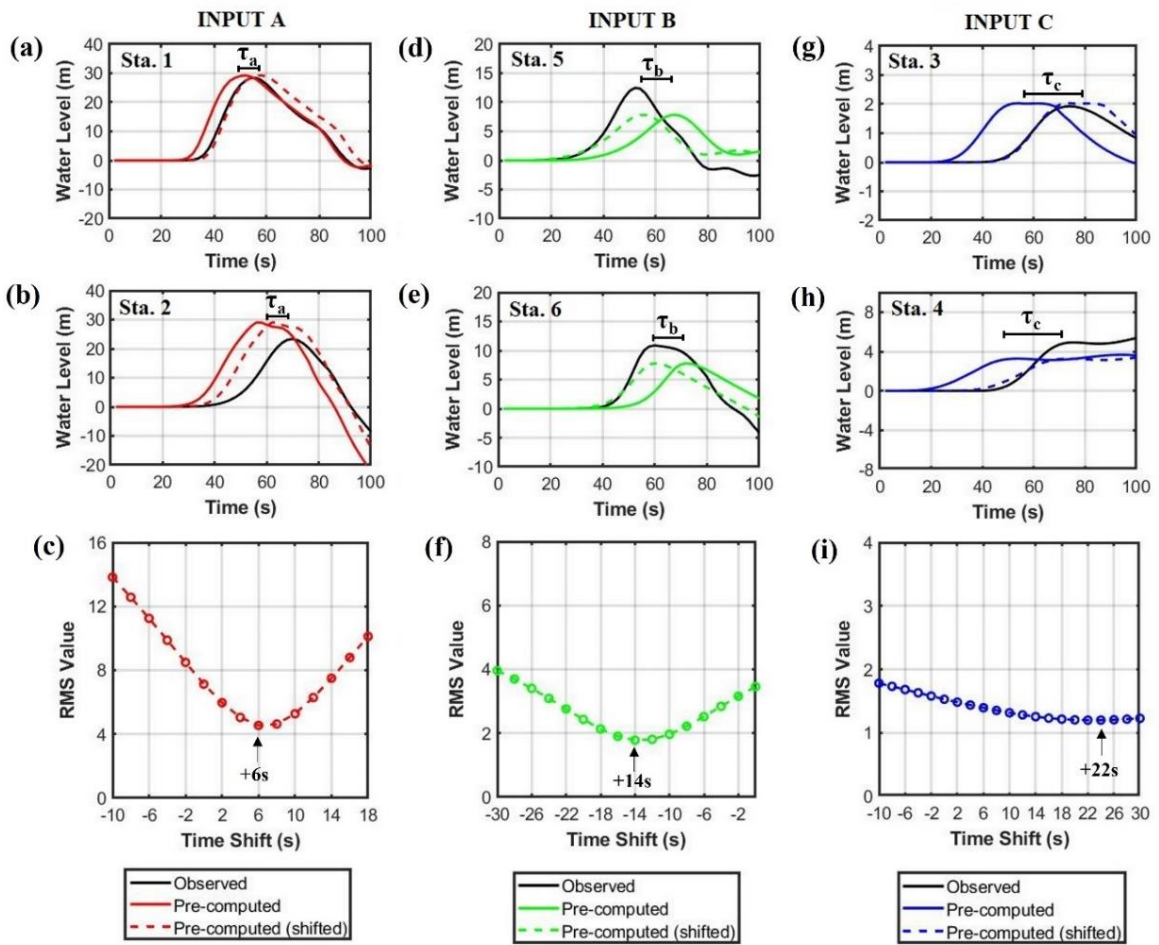 INPUT A
INPUT B
INPUT C
(a)
Sta. 1
τa
Water Level (m)
40
30
20
10
0
-10
-20
0 20 40 60 80 100
Time (s)
(d)
Sta. 5
τb
Water Level (m)
20
15
10
5
0
-5
-10
0 20 40 60 80 100
Time (s)
(g)
Sta. 3
τc
Water Level (m)
4
3
2
1
0
-1
-2
0 20 40 60 80 100
Time (s)
(b)
Sta. 2
τa
Water Level (m)
40
30
20
10
0
-10
-20
0 20 40 60 80 100
Time (s)
(e)
Sta. 6
τb
Water Level (m)
20
15
10
5
0
-5
-10
0 20 40 60 80 100
Time (s)
(h)
Sta. 4
τc
Water Level (m)
8
4
0
-4
-8
0 20 40 60 80 100
Time (s)
(c)
RMS Value
16
12
8
4
0
+6s
-10 -6 -2 2 6 10 14 18
Time Shift (s)
(f)
RMS Value
8
6
4
2
0
+14s
-30 -26 -22 -18 -14 -10 -6 -2
Time Shift (s)
(i)
RMS Value
4
3
2
1
0
+22s
-10 -6 -2 2 6 10 14 18 22 26 30
Time Shift (s)
Observed
Pre-computed
Pre-computed (shifted)
Observed
Pre-computed
Pre-computed (shifted)
Observed
Pre-computed
Pre-computed (shifted)